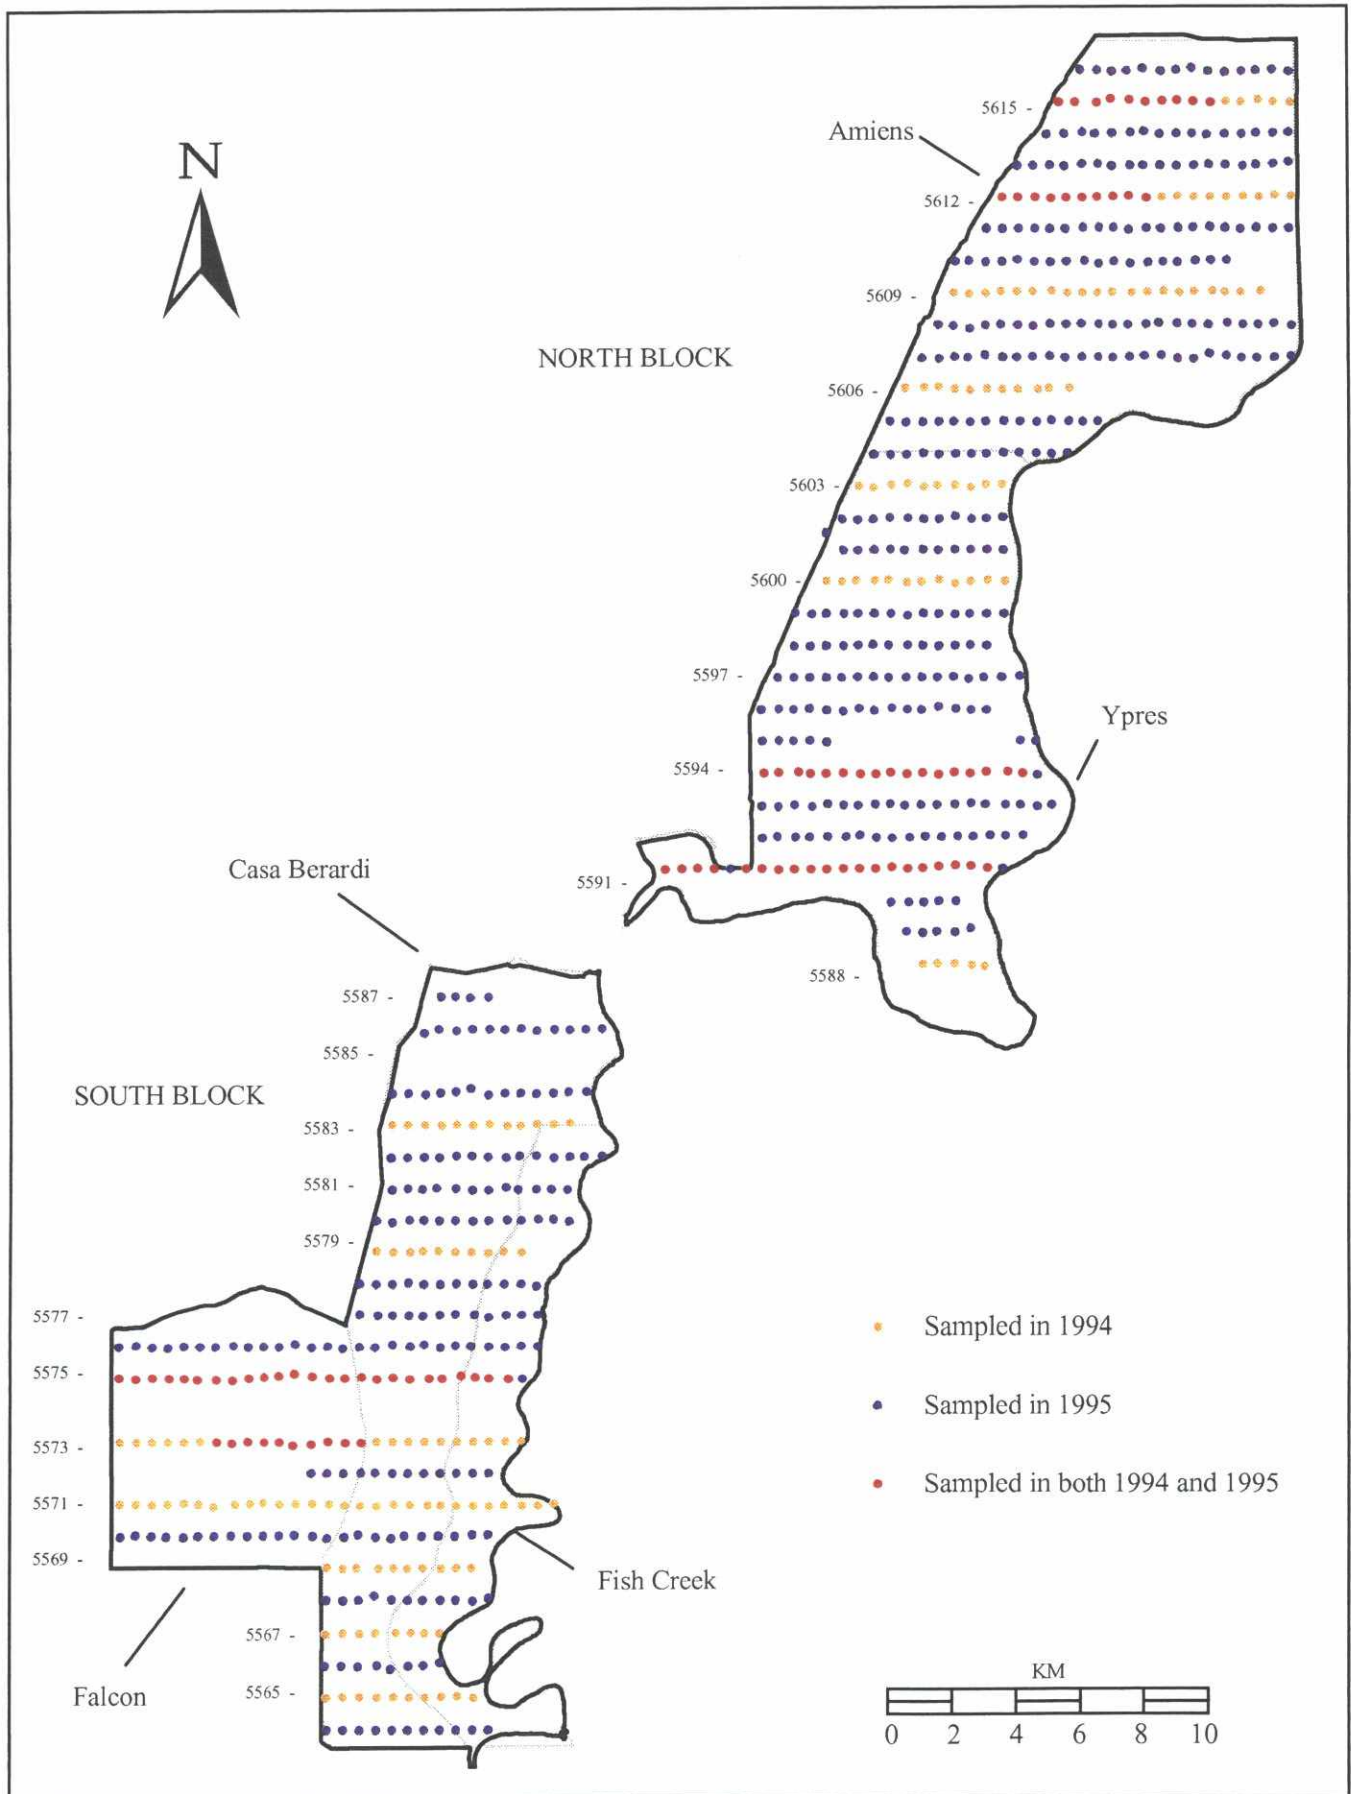 N
5615 -
Amiens
5612 -
5609 -
NORTH BLOCK
5606 -
5603 -
5600 -
5597 -
Ypres
5594 -
Casa Berardi
5591 -
5588 -
5587 -
5585 -
SOUTH BLOCK
5583 -
5581 -
5579 -
5577 -
Sampled in 1994
5575 -
Sampled in 1995
5573 -
Sampled in both 1994 and 1995
5571 -
5569 -
Fish Creek
5567 -
KM
Falcon
5565 -
0 2 4 6 8 10